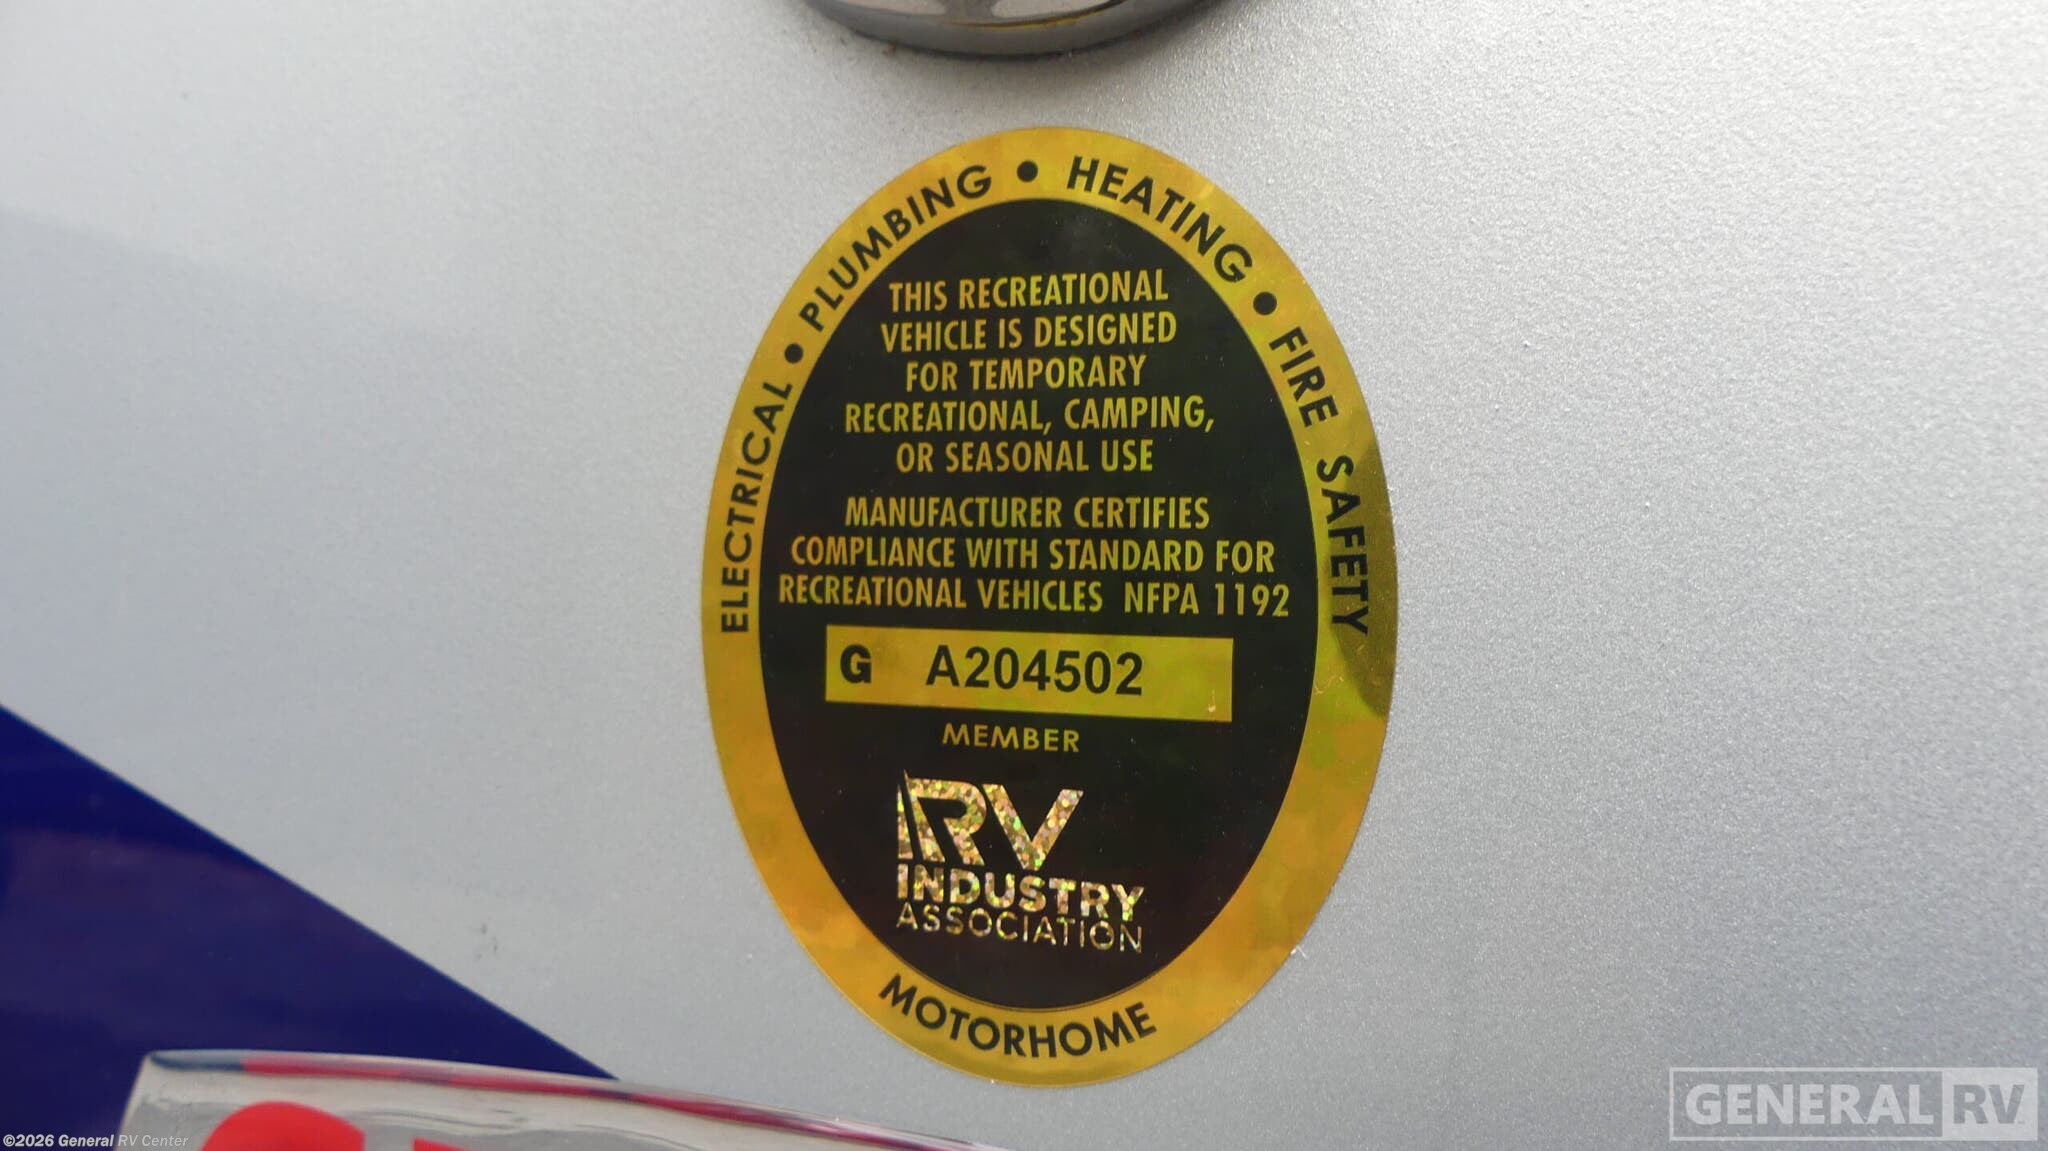 ELECTRICAL • PLUMBING • HEATING • FIRE SAFETY
THIS RECREATIONAL
VEHICLE IS DESIGNED
FOR TEMPORARY
RECREATIONAL, CAMPING,
OR SEASONAL USE
MANUFACTURER CERTIFIES
COMPLIANCE WITH STANDARD FOR
RECREATIONAL VEHICLES NFPA 1192
G A204502
MEMBER
RV
INDUSTRY
ASSOCIATION
MOTORHOME
GENERAL RV
©2026 General RV Center